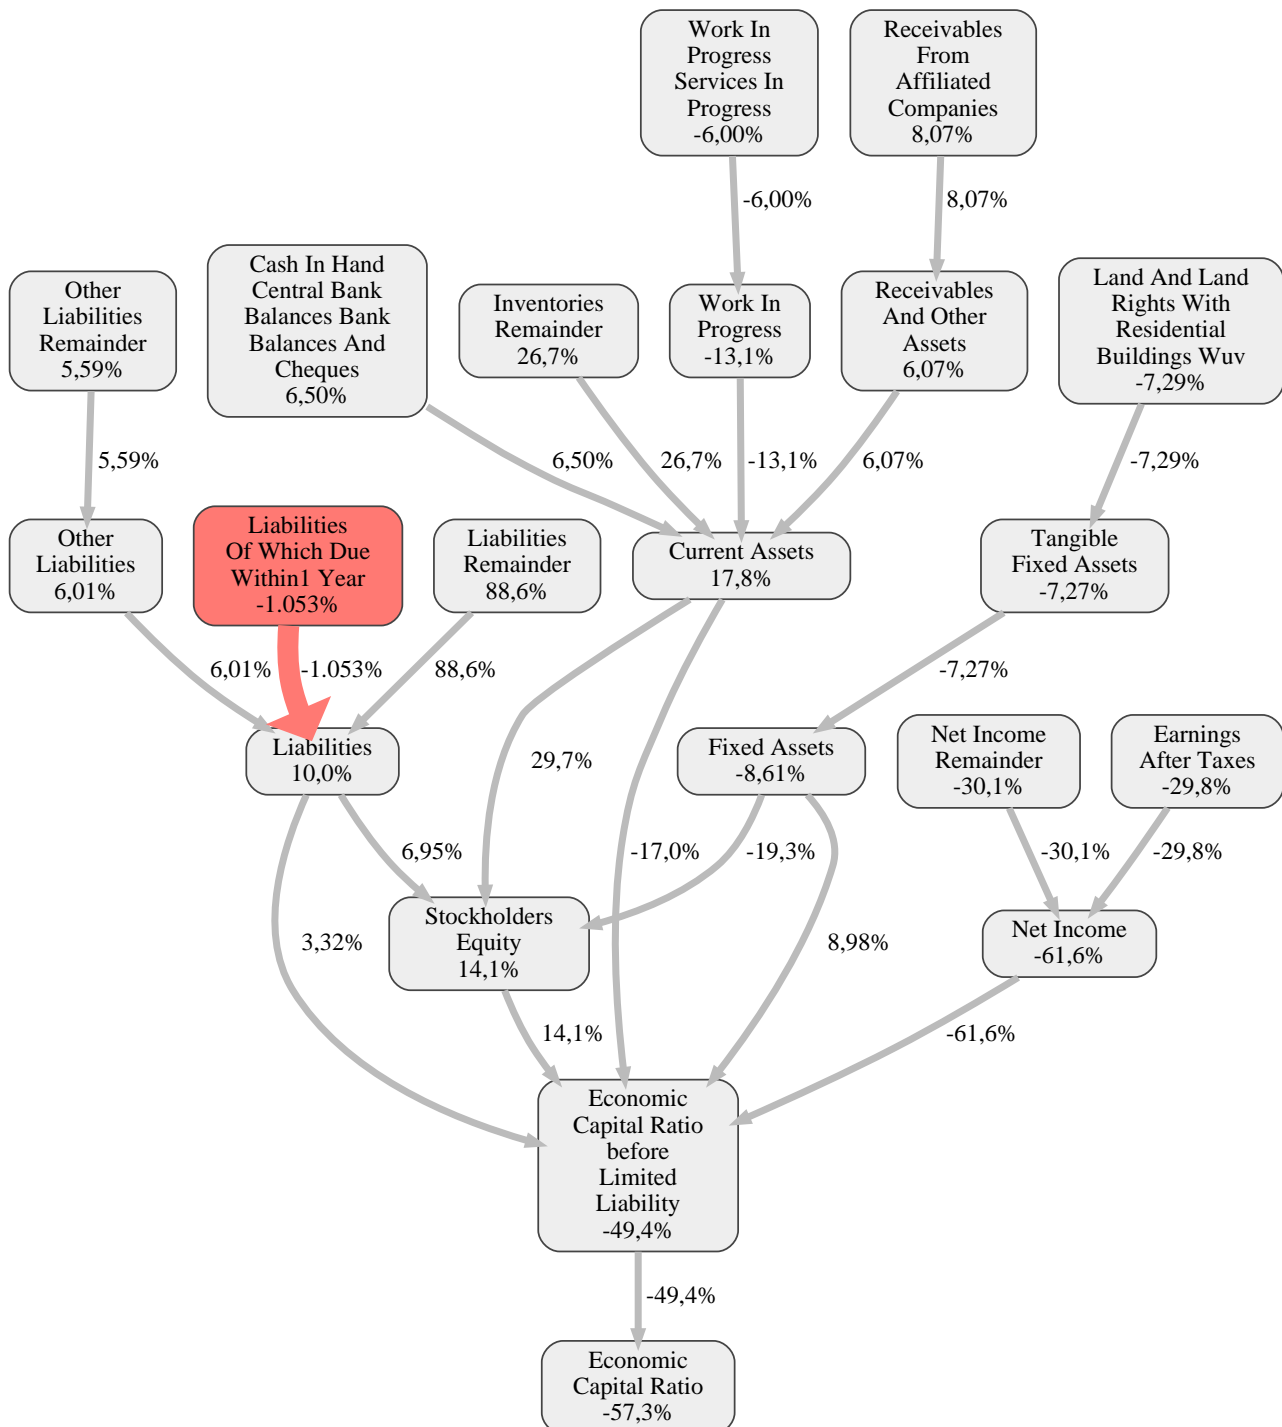 Work In
Progress
Services In
Progress
-6,00%
Receivables
From
Affiliated
Companies
8,07%
-6,00%
8,07%
Other
Liabilities
Remainder
5,59%
Cash In Hand
Central Bank
Balances Bank
Balances And
Cheques
6,50%
Inventories
Remainder
26,7%
Work In
Progress
-13,1%
Receivables
And Other
Assets
6,07%
Land And Land
Rights With
Residential
Buildings Wuv
-7,29%
5,59%
6,50%
26,7%
-13,1%
6,07%
-7,29%
Other
Liabilities
6,01%
Liabilities
Of Which Due
Within1 Year
-1.053%
Liabilities
Remainder
88,6%
Current Assets
17,8%
Tangible
Fixed Assets
-7,27%
6,01%
-1.053%
88,6%
-7,27%
Liabilities
10,0%
29,7%
Fixed Assets
-8,61%
Net Income
Remainder
-30,1%
Earnings
After Taxes
-29,8%
6,95%
-17,0%
-19,3%
-30,1%
-29,8%
3,32%
Stockholders
Equity
14,1%
8,98%
Net Income
-61,6%
14,1%
-61,6%
Economic
Capital Ratio
before
Limited
Liability
-49,4%
-49,4%
Economic
Capital Ratio
-57,3%